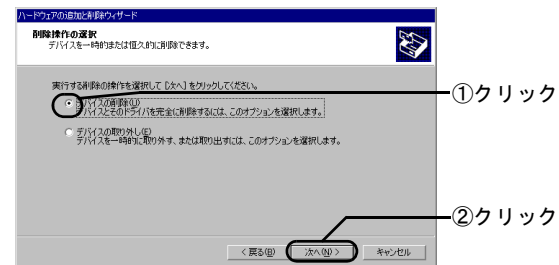 ハードウェアの追加と削除ウィザード
削除操作の選択
デバイスを一時的または恒久的に削除できます。
実行する削除の操作を選択して [次へ] をクリックしてください。
デバイスの削除(U)
デバイスとそのドライバを完全に削除するには、このオプションを選択します。
①クリック
デバイスの取り外し(E)
デバイスを一時的に取り外す、または取り出すには、このオプションを選択します。
②クリック
< 戻る(B)
次へ(N) >
キャンセル